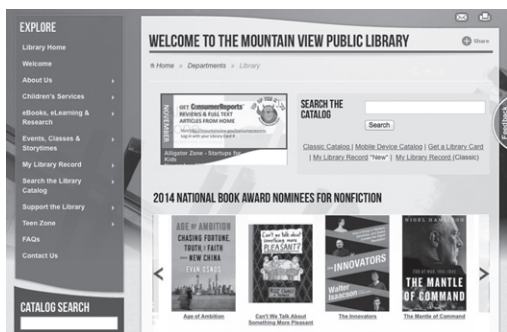 EXPLORE
Library Home
Welcome
About Us
Children's Services
eBooks, eLearning &
Research
Events, Classes &
Storytimes
My Library Record
Search the Library
Catalog
Support the Library
Teen Zone
FAQs
Contact Us
CATALOG SEARCH
WELCOME TO THE MOUNTAIN VIEW PUBLIC LIBRARY
Share
Home » Departments » Library
NOVEMBER
GET ConsumerReports
REVIEWS & FULL TEXT
ARTICLES FROM HOME
Log in with your Library Card #
Alligator Zone - Startups for
Kids
SEARCH THE
CATALOG
Search
Classic Catalog | Mobile Device Catalog | Get a Library Card
| My Library Record *New* | My Library Record (Classic)
Feedback
2014 NATIONAL BOOK AWARD NOMINEES FOR NONFICTION
AGE OF AMBITION
CHASING FORTUNE,
TRUTH & FAITH
NEW CHINA
EVAN OSNOS
Age of Ambition
Can't we talk about
something more
PLEASANT?
Can't We Talk About
Something More Pleasant
THE
INNOVATORS
Walter
Isaacson
The Innovators
NIGEL HAMILTON
THE MANTLE
OF COMMAND
The Mantle of Command